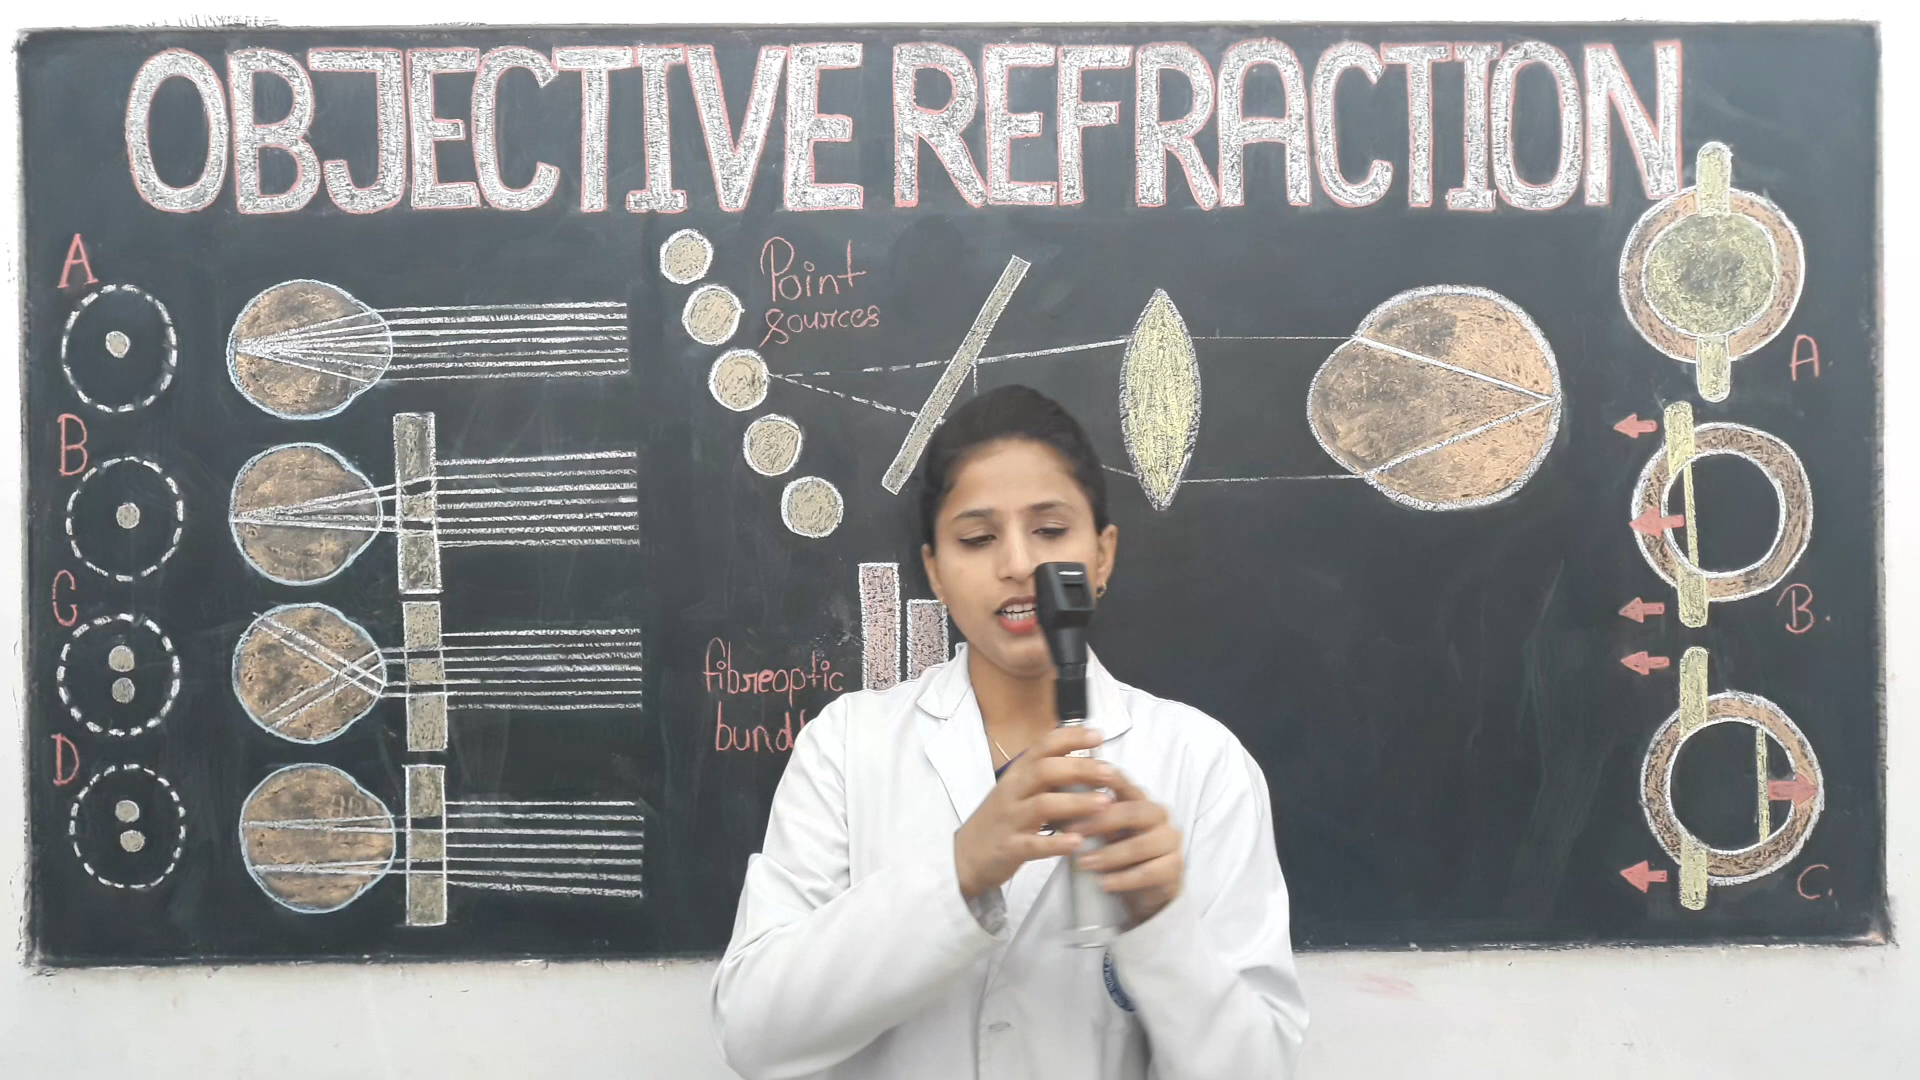 OBJECTIVE REFRACTION
A
B
C
D
Point
sources
fibreoptic
A.
B.
C.